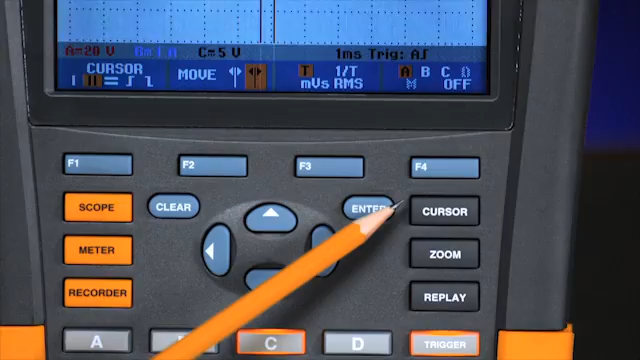 A=20 V
C=5 V
1ms Trig: A
CURSOR
MOVE
T 1/T
mVs RMS
A B C D
M OFF
F1 F2 F3 F4
SCOPE
CLEAR
ENTER
CURSOR
METER
ZOOM
RECORDER
REPLAY
A
C
D
TRIGGER